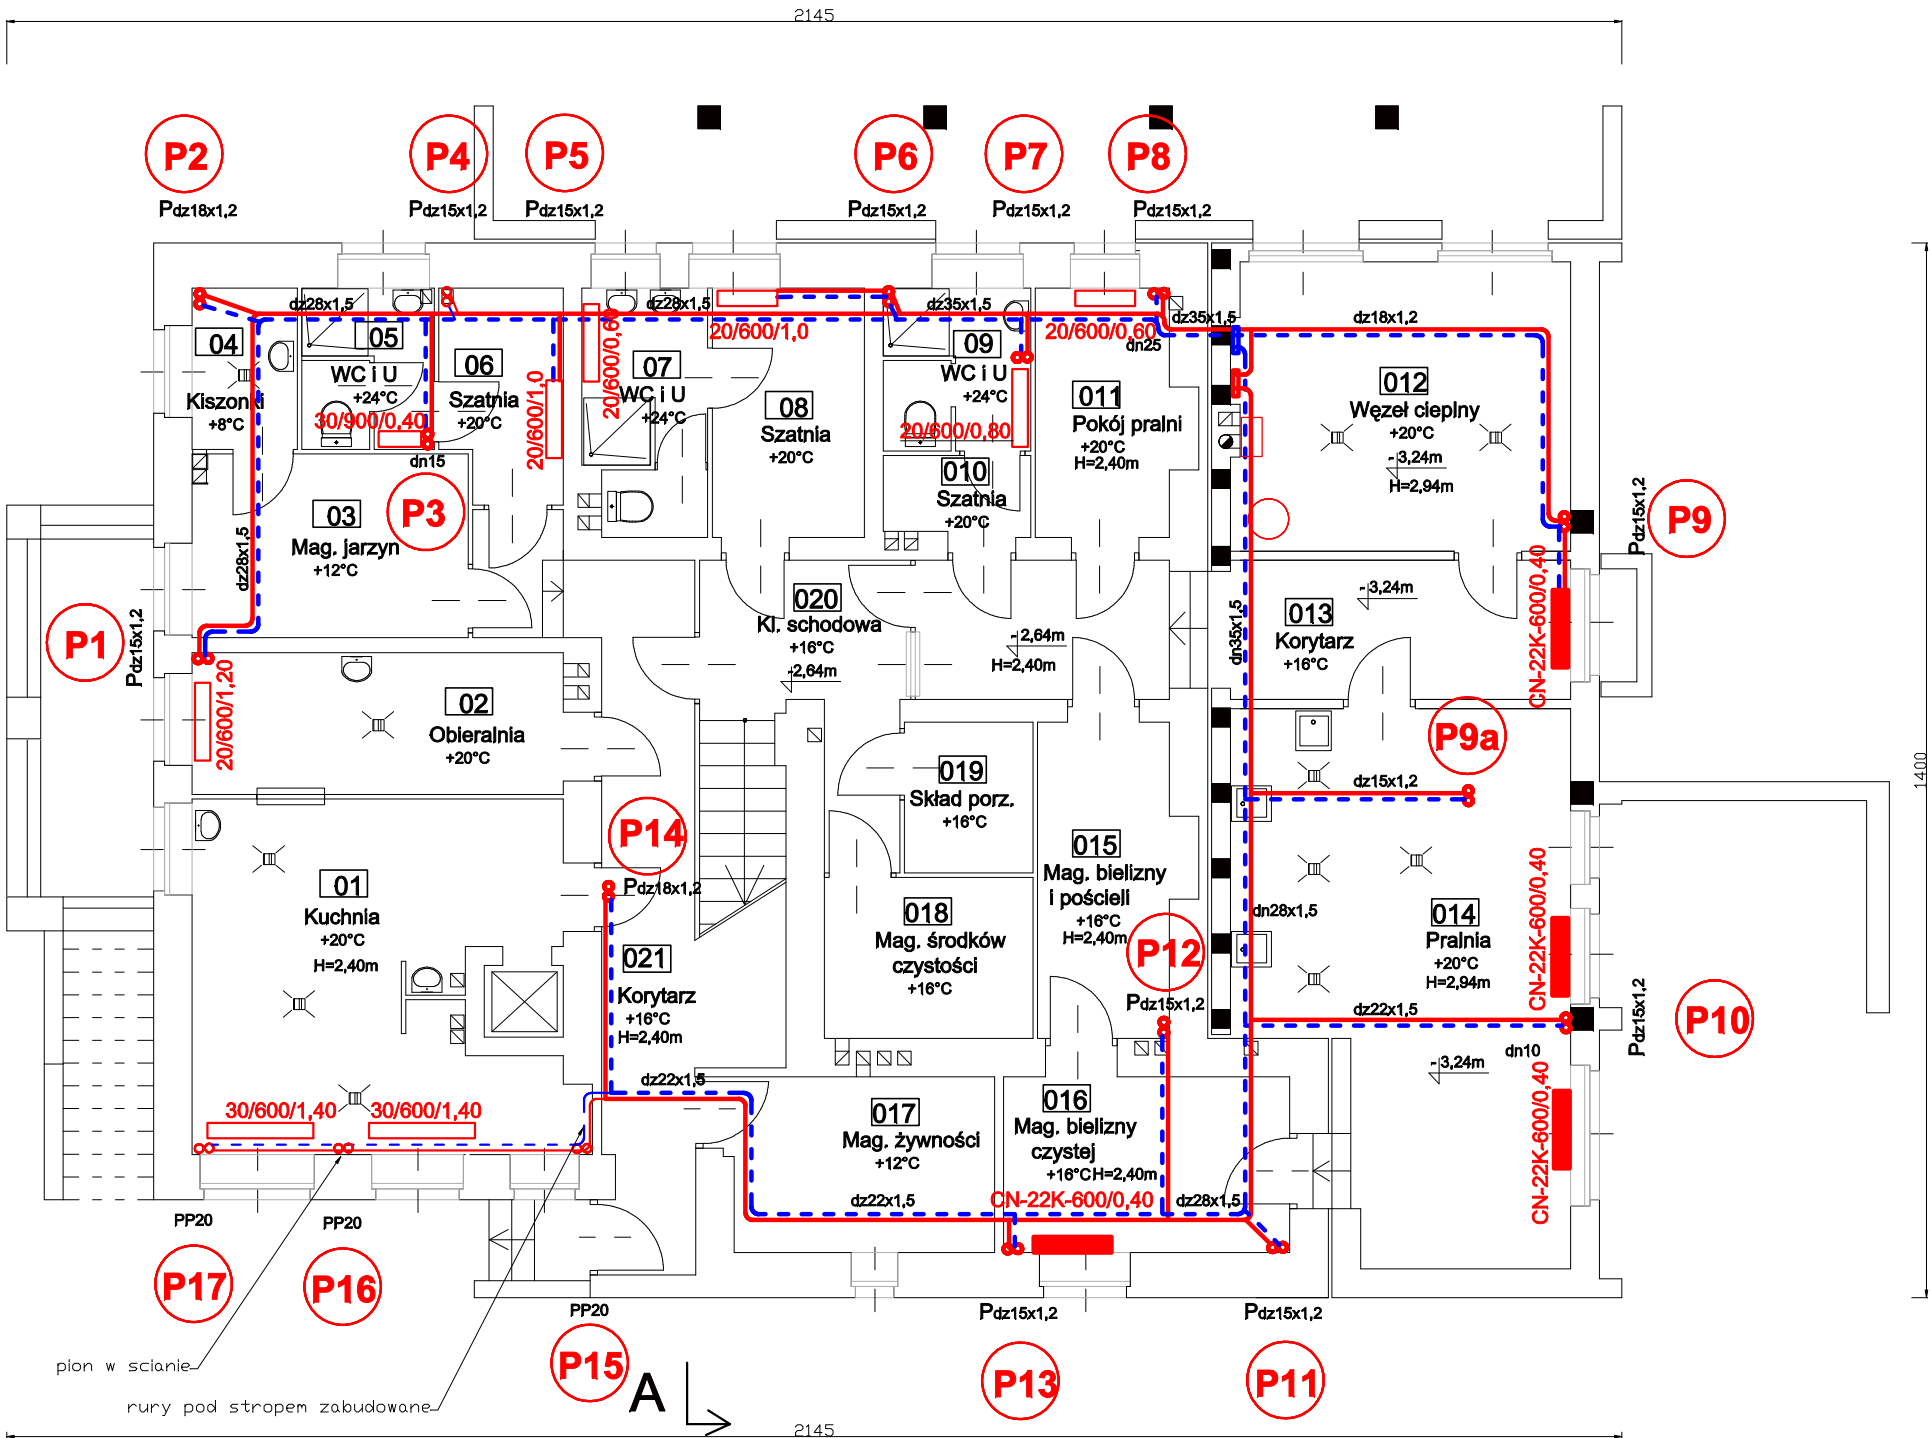 2145
P2
P4
P5
P6
P7
P8
Pdz18x1,2
Pdz15x1,2
Pdz15x1,2
Pdz15x1,2
Pdz15x1,2
Pdz15x1,2
dz28x1,5
dz28x1,5
dz35x1,5
dz35x1,5
dz18x1,2
dn25
04
Kiszonki
+8°C
05
WC i U
+24°C
30/900/0,40
dn15
06
Szatnia
+20°C
20/600/1,0
20/600/0,60
07
WC i U
+24°C
20/600/1,0
08
Szatnia
+20°C
09
WC i U
+24°C
20/600/0,80
010
Szatnia
+20°C
20/600/0,60
011
Pokój pralni
+20°C
H=2,40m
012
Węzeł cieplny
+20°C
-3,24m
H=2,94m
P3
03
Mag. jarzyn
+12°C
dz28x1,5
P1
Pdz15x1,2
20/600/1,20
02
Obieralnia
+20°C
020
Kl. schodowa
+16°C
-2,64m
-2,64m
H=2,40m
dn35x1,5
013
Korytarz
+16°C
-3,24m
CN-22K-600/0,40
Pdz15x1,2
P9
P9a
dz15x1,2
1400
019
Skład porz.
+16°C
P14
Pdz18x1,2
01
Kuchnia
+20°C
H=2,40m
015
Mag. bielizny
i pościeli
+16°C
H=2,40m
P12
Pdz15x1,2
018
Mag. środków
czystości
+16°C
dn28x1,5
014
Pralnia
+20°C
H=2,94m
CN-22K-600/0,40
dz22x1,5
Pdz15x1,2
P10
dn10
-3,24m
CN-22K-600/0,40
021
Korytarz
+16°C
H=2,40m
dz22x1,5
30/600/1,40
30/600/1,40
017
Mag. żywności
+12°C
016
Mag. bielizny
czystej
+16°C H=2,40m
dz22x1,5
CN-22K-600/0,40
dz28x1,5
PP20
PP20
P17
P16
PP20
P15
Pdz15x1,2
P13
Pdz15x1,2
P11
pion w scianie
rury pod stropem zabudowane
A
2145